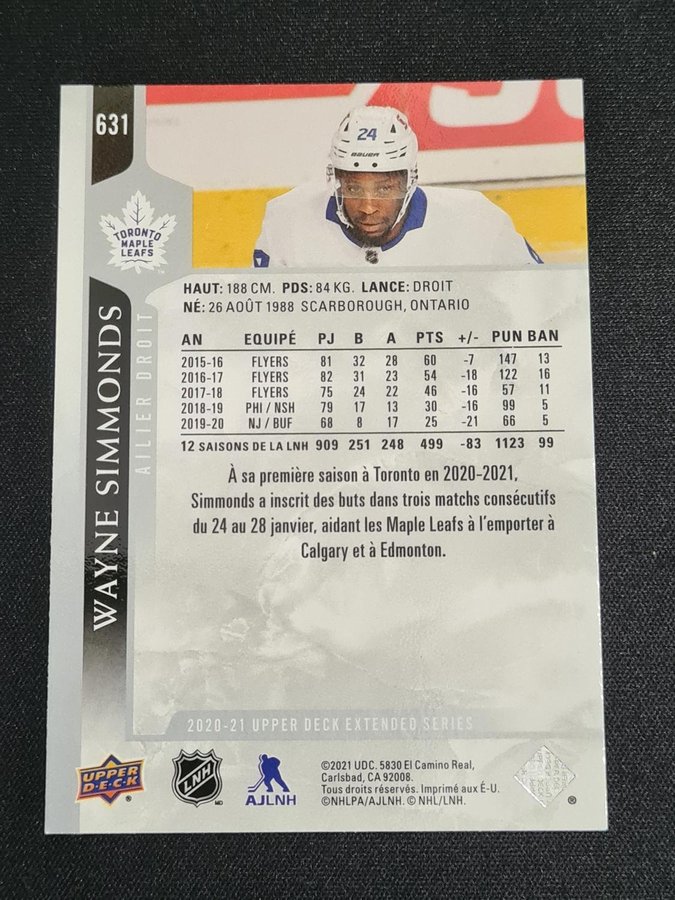 631
24
BAUER
TORONTO
MAPLE
LEAFS
WAYNE SIMMONDS
AILIER DROIT
HAUT: 188 CM. PDS: 84 KG. LANCE: DROIT
NÉ: 26 AOÛT 1988 SCARBOROUGH, ONTARIO
AN EQUIPÉ PJ B A PTS +/- PUN BAN
2015-16 FLYERS 81 32 28 60 -7 147 13
2016-17 FLYERS 82 31 23 54 -18 122 16
2017-18 FLYERS 75 24 22 46 -16 57 11
2018-19 PHI / NSH 79 17 13 30 -16 99 5
2019-20 NJ / BUF 68 8 17 25 -21 66 5
12 SAISONS DE LA LNH 909 251 248 499 -83 1123 99
À sa première saison à Toronto en 2020-2021,
Simmonds a inscrit des buts dans trois matchs consécutifs
du 24 au 28 janvier, aidant les Maple Leafs à l'emporter à
Calgary et à Edmonton.
2020-21 UPPER DECK EXTENDED SERIES
UPPER
D·E·C·K
®
LNH
MD
AJLNH
©2021 UDC. 5830 El Camino Real,
Carlsbad, CA 92008.
Tous droits réservés. Imprimé aux É-U.
©NHLPA/AJLNH. © NHL/LNH.
®